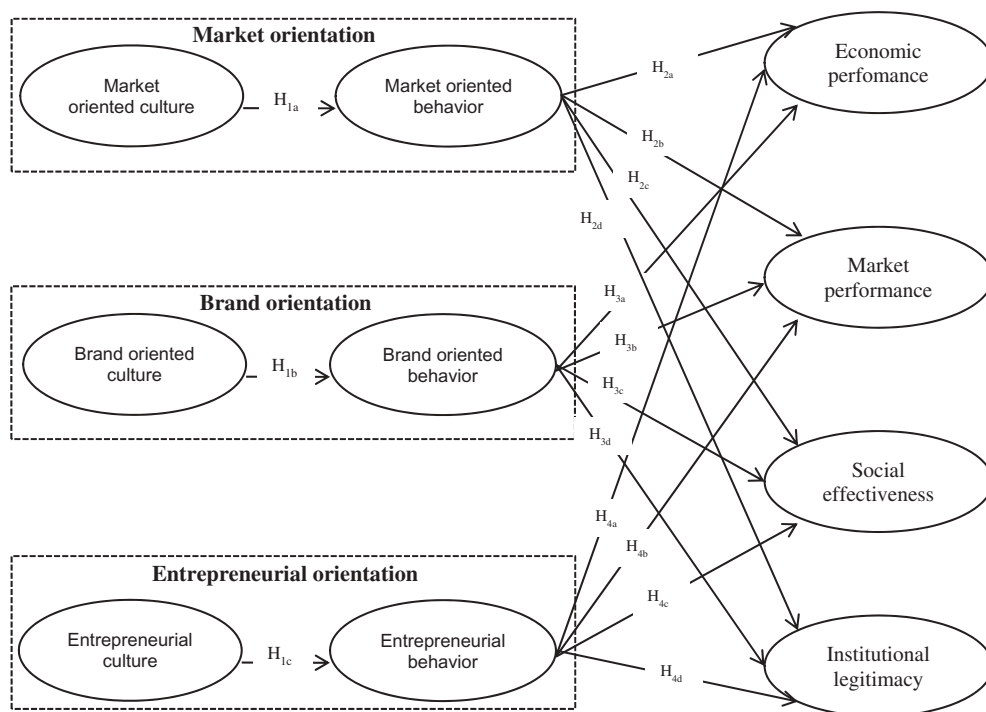 Market orientation
Market
oriented culture
H1a
Market oriented
behavior
Brand orientation
Brand oriented
culture
H1b
Brand oriented
behavior
Entrepreneurial orientation
Entrepreneurial
culture
H1c
Entrepreneurial
behavior
H2a
H2b
H2c
H2d
H3a
H3b
H3c
H3d
H4a
H4b
H4c
H4d
Economic
perfomance
Market
performance
Social
effectiveness
Institutional
legitimacy